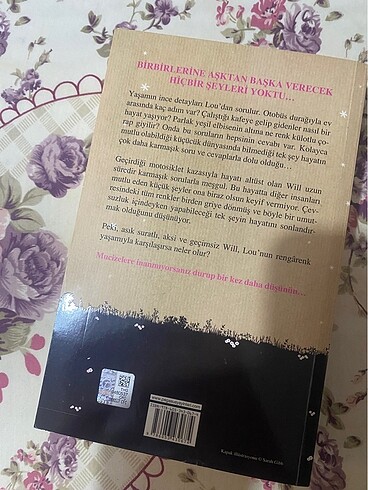 BİRBİRLERİNE AŞKTAN BAŞKA VERECEK
HİÇBİR ŞEYLERİ YOKTU...
Yaşamın ince detayları Lou'dan sorulur. Otobüs durağıyla ev
arasında kaç adım var? Çalıştığı kafeye gelip gidenler nasıl bir
hayat yaşıyor? Parlak yeşil elbisenin altına ne renk külotlu ço-
rap giyilir? Onda bu soruların hepsinin cevabı var. Kolayca
mutlu olabildiği küçücük dünyasında bilmediği tek şey hayatın
çok daha karmaşık soru ve cevaplarla dolu olduğu...
Geçirdiği motosiklet kazasıyla hayatı altüst olan Will uzun
süredir karmaşık sorularla meşgul. Bu hayatta diğer insanları
mutlu eden küçük şeyler ona biraz olsun keyif vermiyor. Çev-
resindeki tüm renkler birden griye dönmüş ve böyle bir umut-
suzluk içindeyken yapabileceği tek şeyin hayatını sonlandır-
mak olduğunu düşünüyor.
Peki, asık suratlı, aksi ve geçimsiz Will, Lou'nun rengârenk
yaşamıyla karşılaşırsa neler olur?
Mucizelere inanmıyorsanız durup bir kez daha düşünün...
Kapak illüstrasyonu © Sarah Gibb